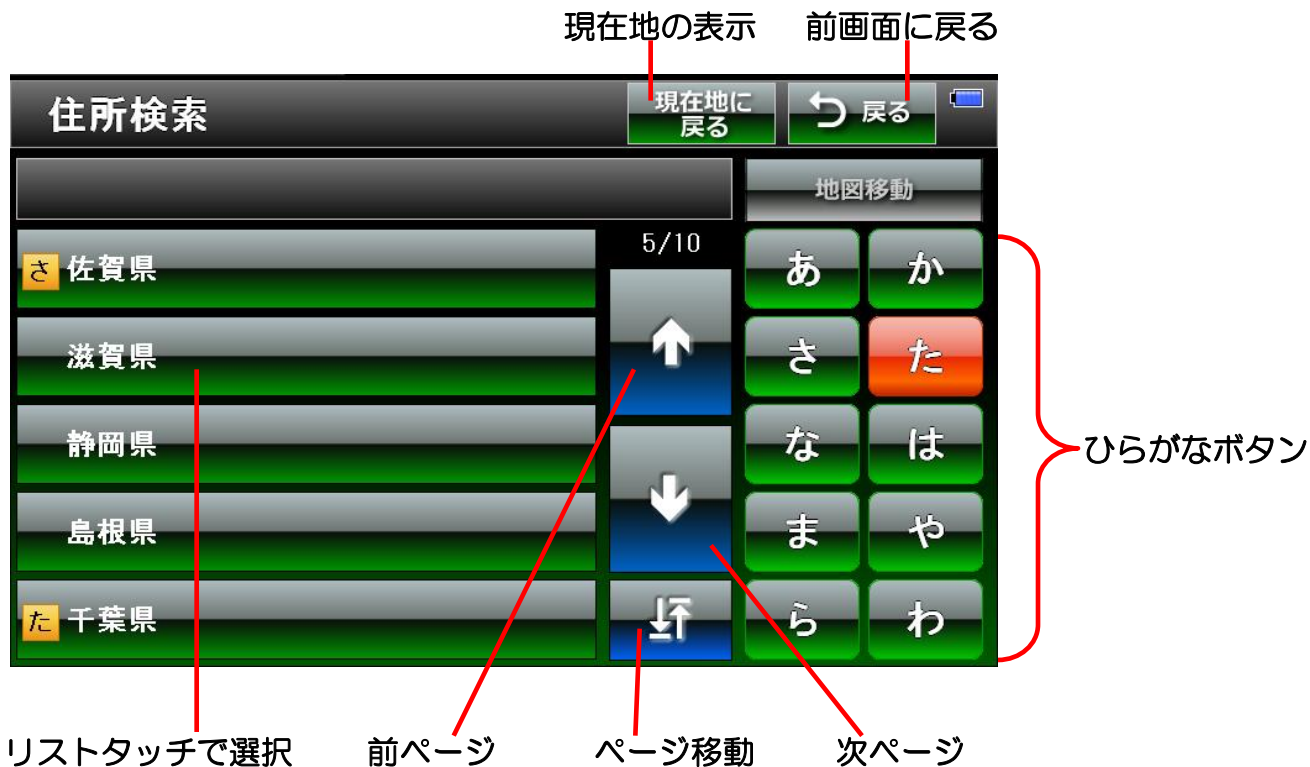 現在地の表示
前画面に戻る
住所検索
現在地に
戻る
戻る
地図移動
さ 佐賀県
滋賀県
静岡県
島根県
た 千葉県
5/10
あ
か
さ
た
な
は
ま
や
ら
わ
ひらがなボタン
リストタッチで選択
前ページ
ページ移動
次ページ